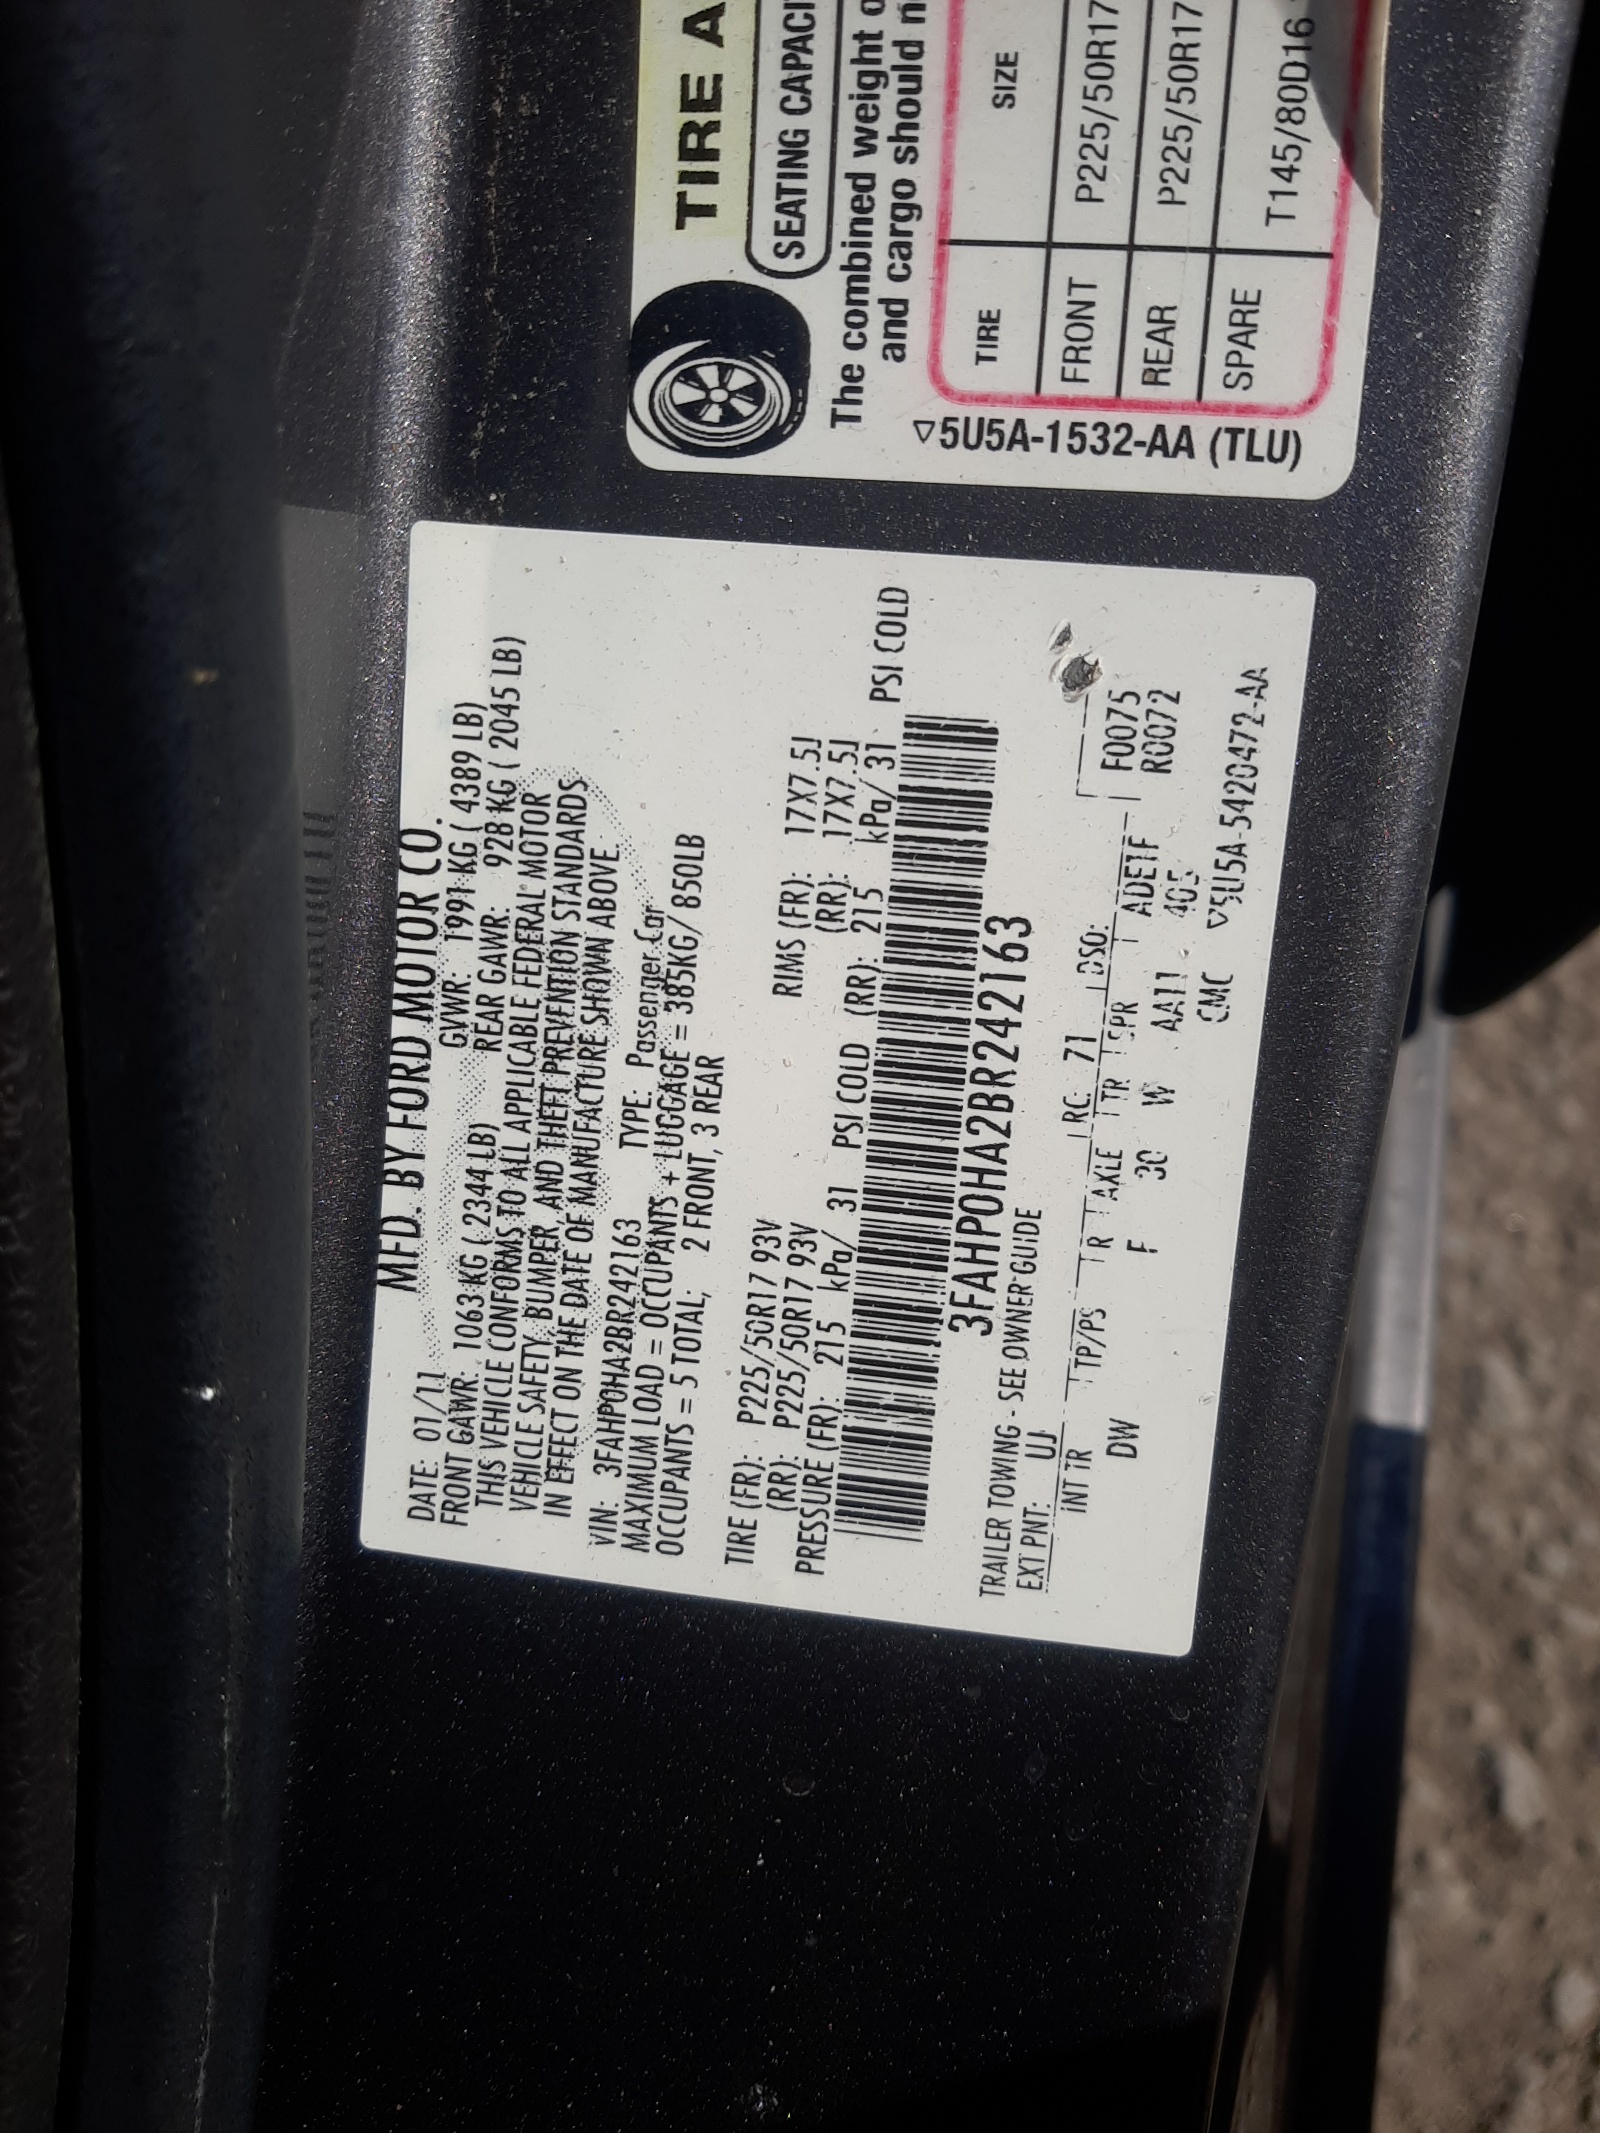 MFD. BY FORD MOTOR CO.
DATE: 01/11 GVWR: 1991 KG ( 4389 LB)
FRONT GAWR: 1063 KG ( 2344 LB) REAR GAWR: 928 KG ( 2045 LB)
THIS VEHICLE CONFORMS TO ALL APPLICABLE FEDERAL MOTOR
VEHICLE SAFETY, BUMPER, AND THEFT PREVENTION STANDARDS
IN EFFECT ON THE DATE OF MANUFACTURE SHOWN ABOVE.
VIN: 3FAHP0HA2BR242163 TYPE: Passenger Car
MAXIMUM LOAD = OCCUPANTS + LUGGAGE = 385KG/ 850LB
OCCUPANTS = 5 TOTAL; 2 FRONT, 3 REAR
TIRE (FR): P225/50R17 93V RIMS (FR): 17X7.5J
(RR): P225/50R17 93V (RR): 17X7.5J
PRESSURE (FR): 215 kPa/ 31 PSI COLD (RR): 215 kPa/ 31 PSI COLD
3FAHP0HA2BR242163
TRAILER TOWING - SEE OWNER GUIDE
EXT PNT: UJ RC: 71 DSO:
INT TR TP/PS R AXLE TR SPR ADETF F0075
DW F 30 W AA11 405 R0072
CMC ▽5U5A-5420472-AA
TIRE A
SEATING CAPACI
The combined weight o
and cargo should n
TIRE SIZE
FRONT P225/50R17
REAR P225/50R17
SPARE T145/80D16
▽5U5A-1532-AA (TLU)